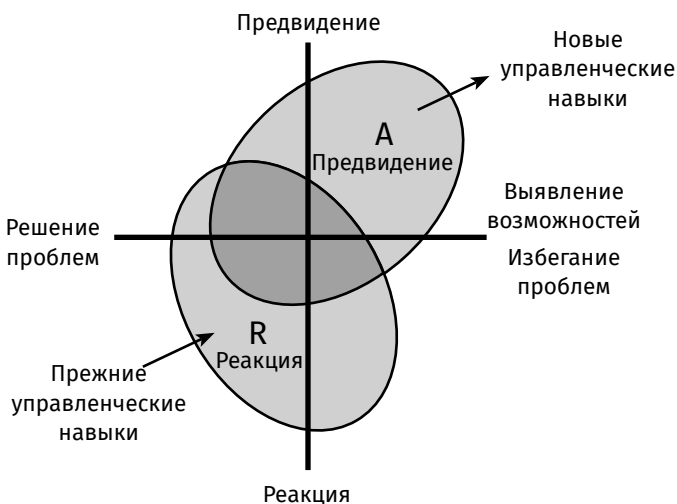 Предвидение
Новые
управленческие
навыки
A
Предвидение
Выявление
возможностей
Решение
проблем
Избегание
проблем
R
Реакция
Прежние
управленческие
навыки
Реакция